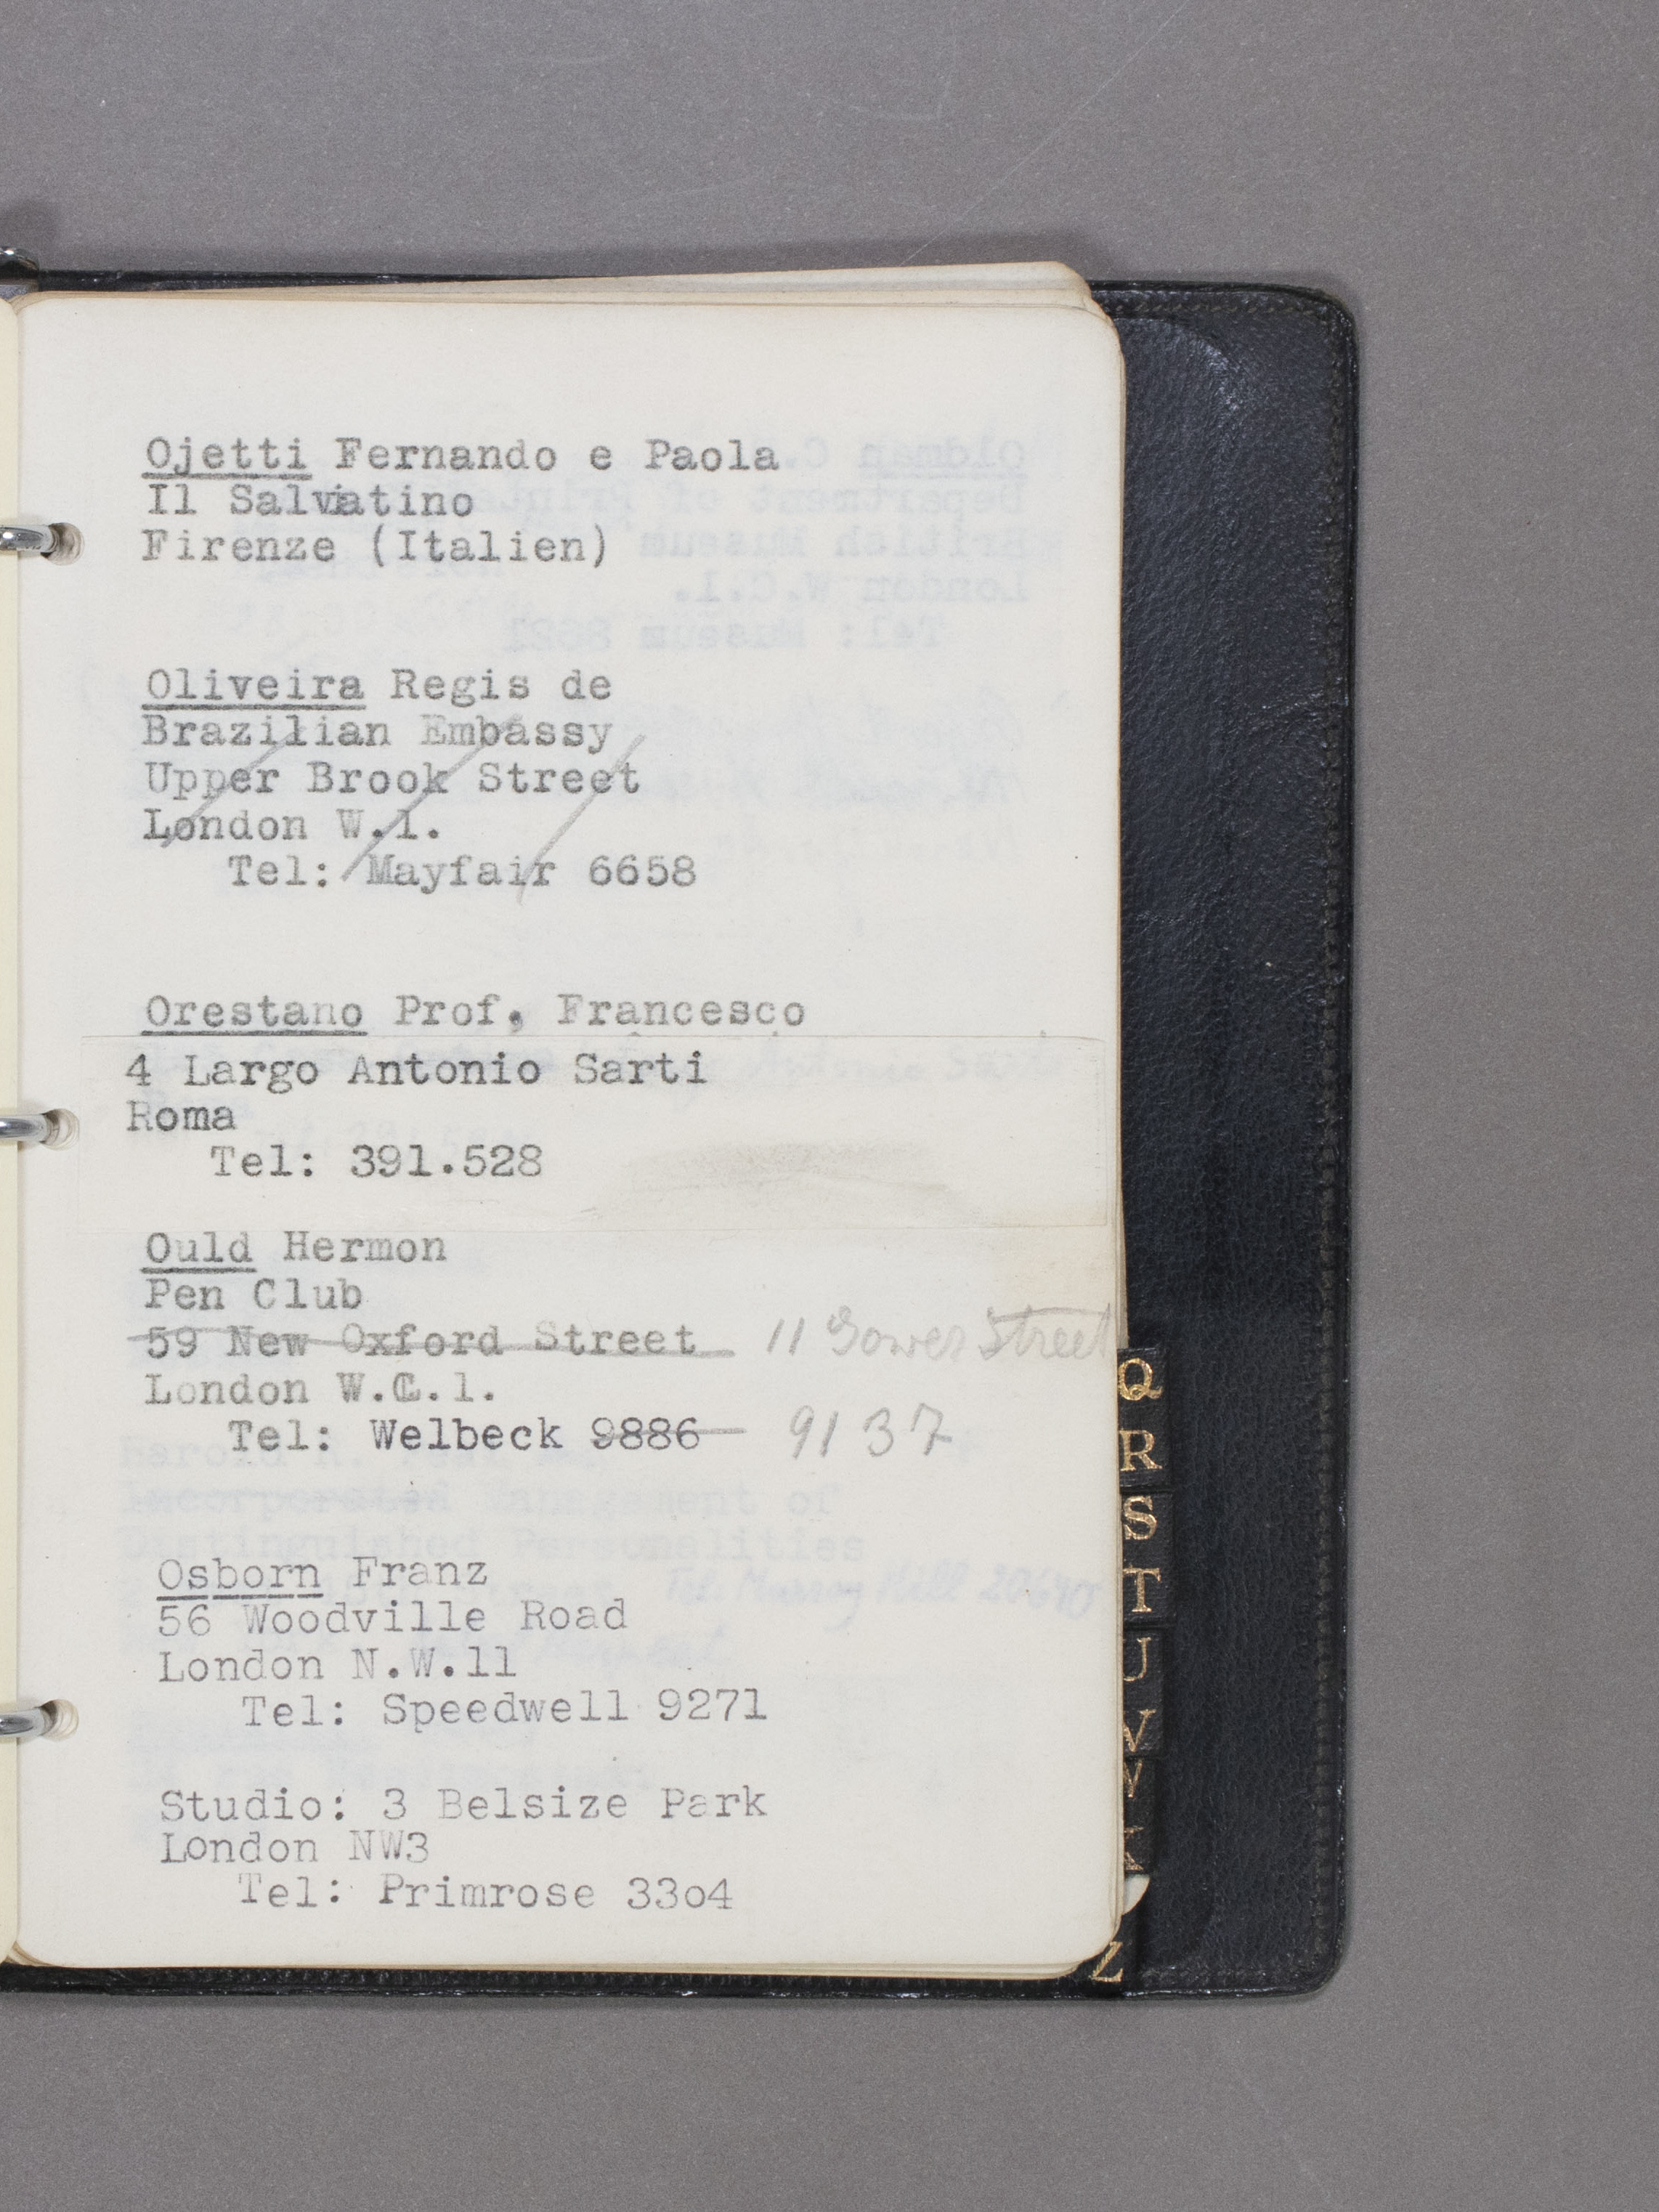 Ojetti Fernando e Paola
Il Salviatino
Firenze (Italien)
Oliveira Regis de
Brazilian Embassy
Upper Brook Street
London W.1.
Tel: Mayfair 6658
Orestano Prof. Francesco
4 Largo Antonio Sarti
Roma
Tel: 391.528
Ould Hermon
Pen Club
59 New Oxford Street 11 Gower Street
London W.C.1.
Tel: Welbeck 9886 9137
Osborn Franz
56 Woodville Road
London N.W.11
Tel: Speedwell 9271
Studio: 3 Belsize Park
London NW3
Tel: Primrose 33o4
Q
R
S
T
U
V
W
X
Z